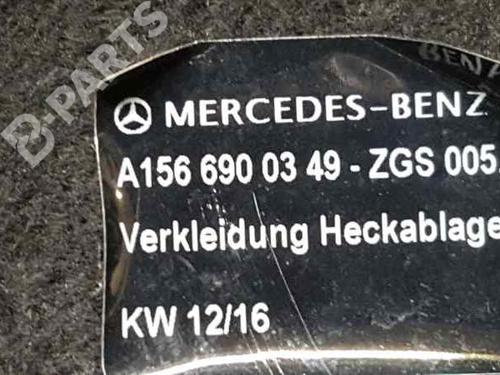 B-PARTS
MERCEDES-BENZ
A156 690 03 49 - ZGS 005.
Verkleidung Heckablage
KW 12/16